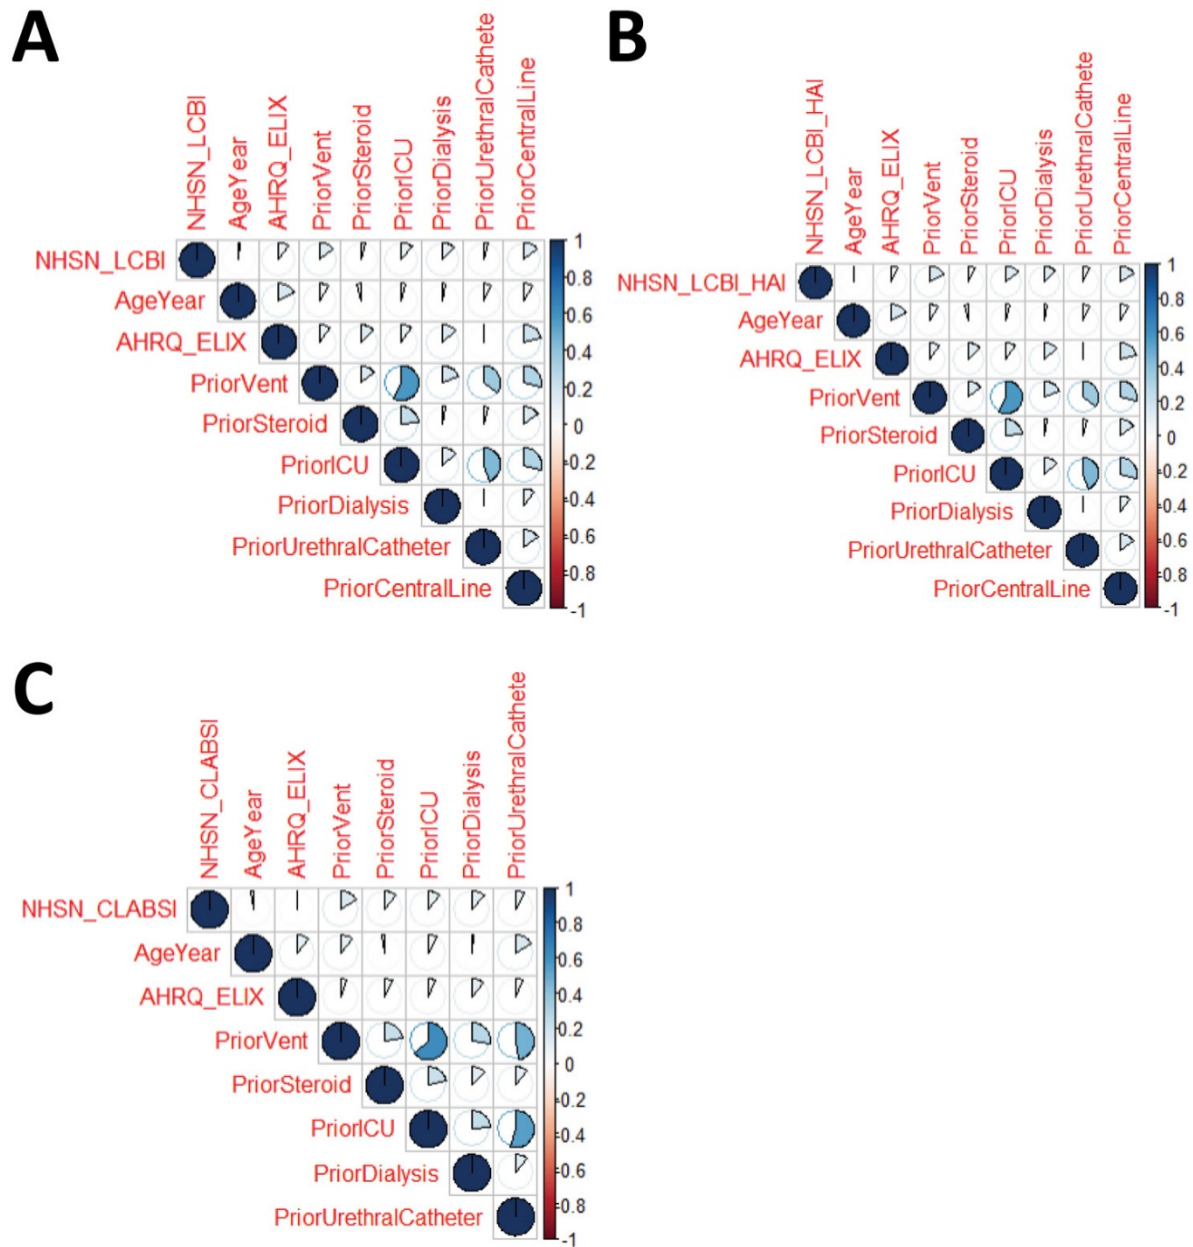 A
NHSN_LCBI
AgeYear
AHRQ_ELIX
PriorVent
PriorSteroid
PriorICU
PriorDialysis
PriorUrethralCathete
PriorCentralLine
NHSN_LCBI
AgeYear
AHRQ_ELIX
PriorVent
PriorSteroid
PriorICU
PriorDialysis
PriorUrethralCatheter
PriorCentralLine
1
0.8
0.6
0.4
0.2
0
-0.2
-0.4
-0.6
-0.8
-1
B
NHSN_LCBI_HAI
AgeYear
AHRQ_ELIX
PriorVent
PriorSteroid
PriorICU
PriorDialysis
PriorUrethralCathete
PriorCentralLine
NHSN_LCBI_HAI
AgeYear
AHRQ_ELIX
PriorVent
PriorSteroid
PriorICU
PriorDialysis
PriorUrethralCatheter
PriorCentralLine
1
0.8
0.6
0.4
0.2
0
-0.2
-0.4
-0.6
-0.8
-1
C
NHSN_CLABSI
AgeYear
AHRQ_ELIX
PriorVent
PriorSteroid
PriorICU
PriorDialysis
PriorUrethralCathete
NHSN_CLABSI
AgeYear
AHRQ_ELIX
PriorVent
PriorSteroid
PriorICU
PriorDialysis
PriorUrethralCatheter
1
0.8
0.6
0.4
0.2
0
-0.2
-0.4
-0.6
-0.8
-1